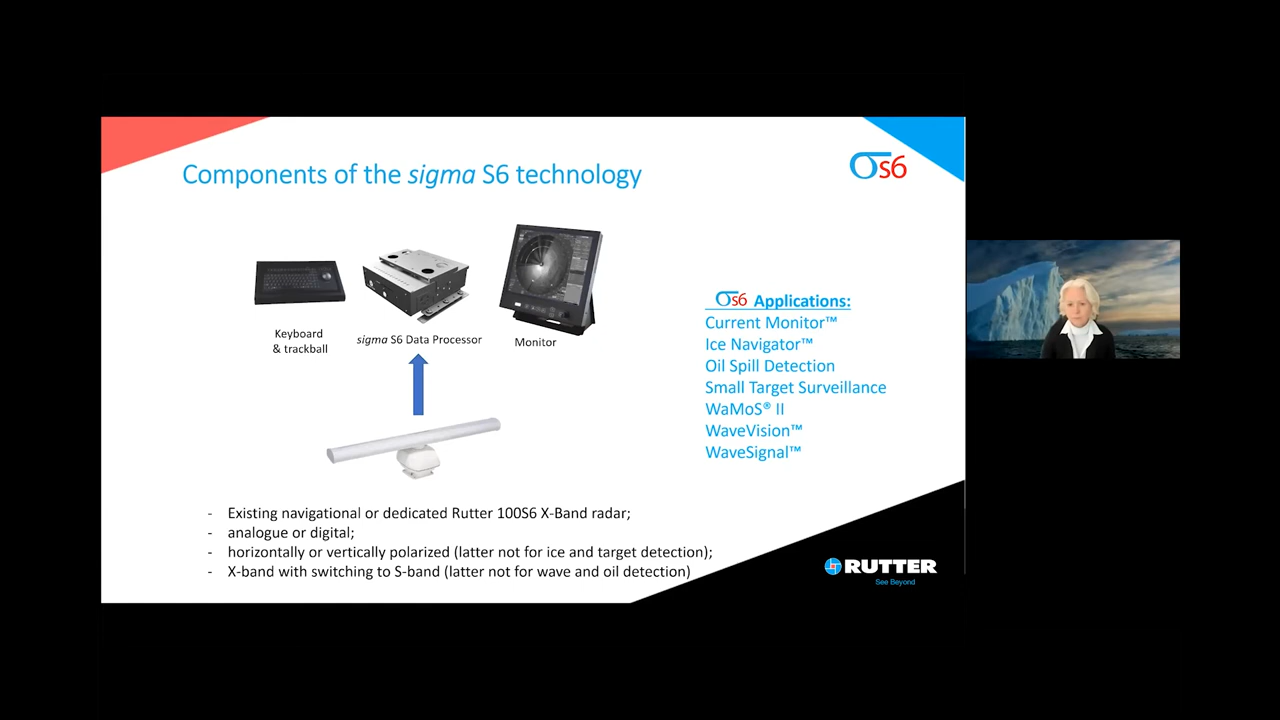 Components of the sigma S6 technology
σs6
Keyboard
& trackball
sigma S6 Data Processor
Monitor
σs6 Applications:
Current Monitor™
Ice Navigator™
Oil Spill Detection
Small Target Surveillance
WaMoS® II
WaveVision™
WaveSignal™
- Existing navigational or dedicated Rutter 100S6 X-Band radar;
- analogue or digital;
- horizontally or vertically polarized (latter not for ice and target detection);
- X-band with switching to S-band (latter not for wave and oil detection)
RUTTER
See Beyond